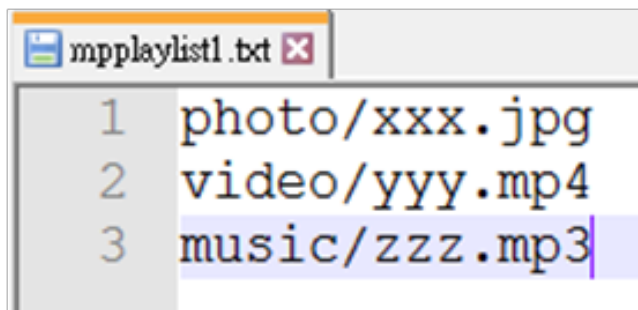 mpplaylist1.txt
1 photo/xxx.jpg
2 video/yyy.mp4
3 music/zzz.mp3